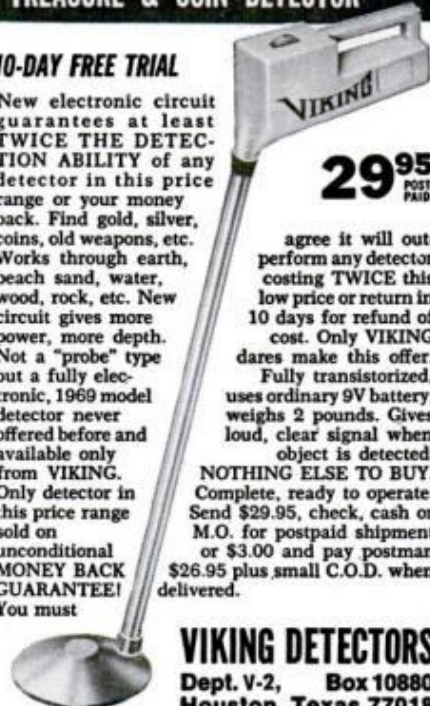 TREASURE & COIN DETECTOR
10-DAY FREE TRIAL
New electronic circuit
guarantees at least
TWICE THE DETEC-
TION ABILITY of any
detector in this price
range or your money
back. Find gold, silver,
coins, old weapons, etc.
Works through earth,
beach sand, water,
wood, rock, etc. New
circuit gives more
power, more depth.
Not a "probe" type
but a fully elec-
tronic, 1969 model
detector never
offered before and
available only
from VIKING.
Only detector in
this price range
sold on
unconditional
MONEY BACK
GUARANTEE!
You must
VIKING
29 95 POST PAID
agree it will out
perform any detector
costing TWICE this
low price or return in
10 days for refund of
cost. Only VIKING
dares make this offer.
Fully transistorized,
uses ordinary 9V battery,
weighs 2 pounds. Gives
loud, clear signal when
object is detected.
NOTHING ELSE TO BUY.
Complete, ready to operate.
Send $29.95, check, cash or
M.O. for postpaid shipment
or $3.00 and pay postman
$26.95 plus small C.O.D. when
delivered.
VIKING DETECTORS
Dept. V-2, Box 10880
Houston, Texas 77018